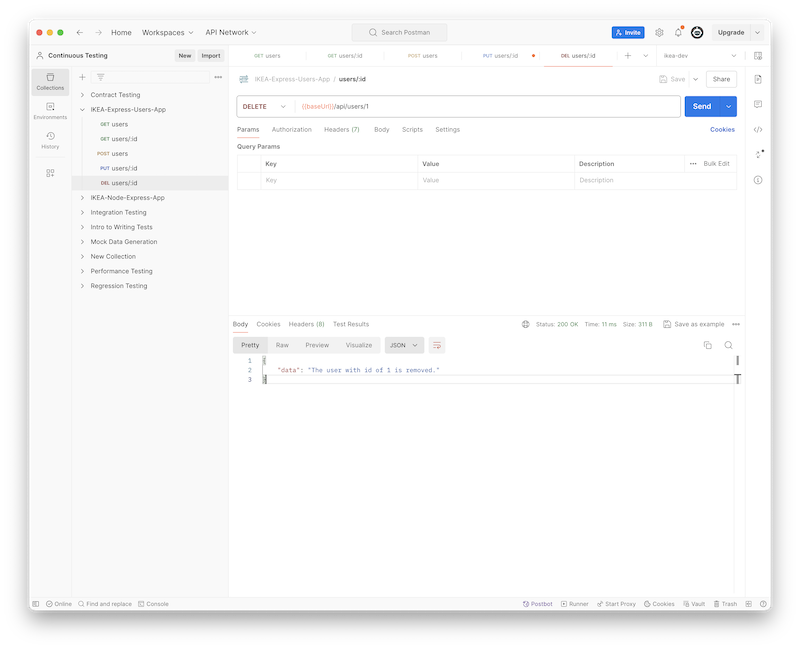 Home Workspaces API Network Search Postman Invite Upgrade
Continuous Testing New Import GET users GET users/:id POST users PUT users/:id DEL users/:id ikea-dev
IKEA-Express-Users-App / users/:id Save Share
Collections
Contract Testing
IKEA-Express-Users-App
DELETE {{baseUrl}}/api/users/1 Send
Environments
GET users
GET users/:id
POST users
PUT users/:id
DEL users/:id
History
Params Authorization Headers (7) Body Scripts Settings Cookies
Query Params
Key Value Description Bulk Edit
Key Value Description
IKEA-Node-Express-App
Integration Testing
Intro to Writing Tests
Mock Data Generation
New Collection
Performance Testing
Regression Testing
Body Cookies Headers (8) Test Results Status: 200 OK Time: 11 ms Size: 311 B Save as example
Pretty Raw Preview Visualize JSON
1 {
2 "data": "The user with id of 1 is removed."
3 }
Online Find and replace Console Postbot Runner Start Proxy Cookies Vault Trash